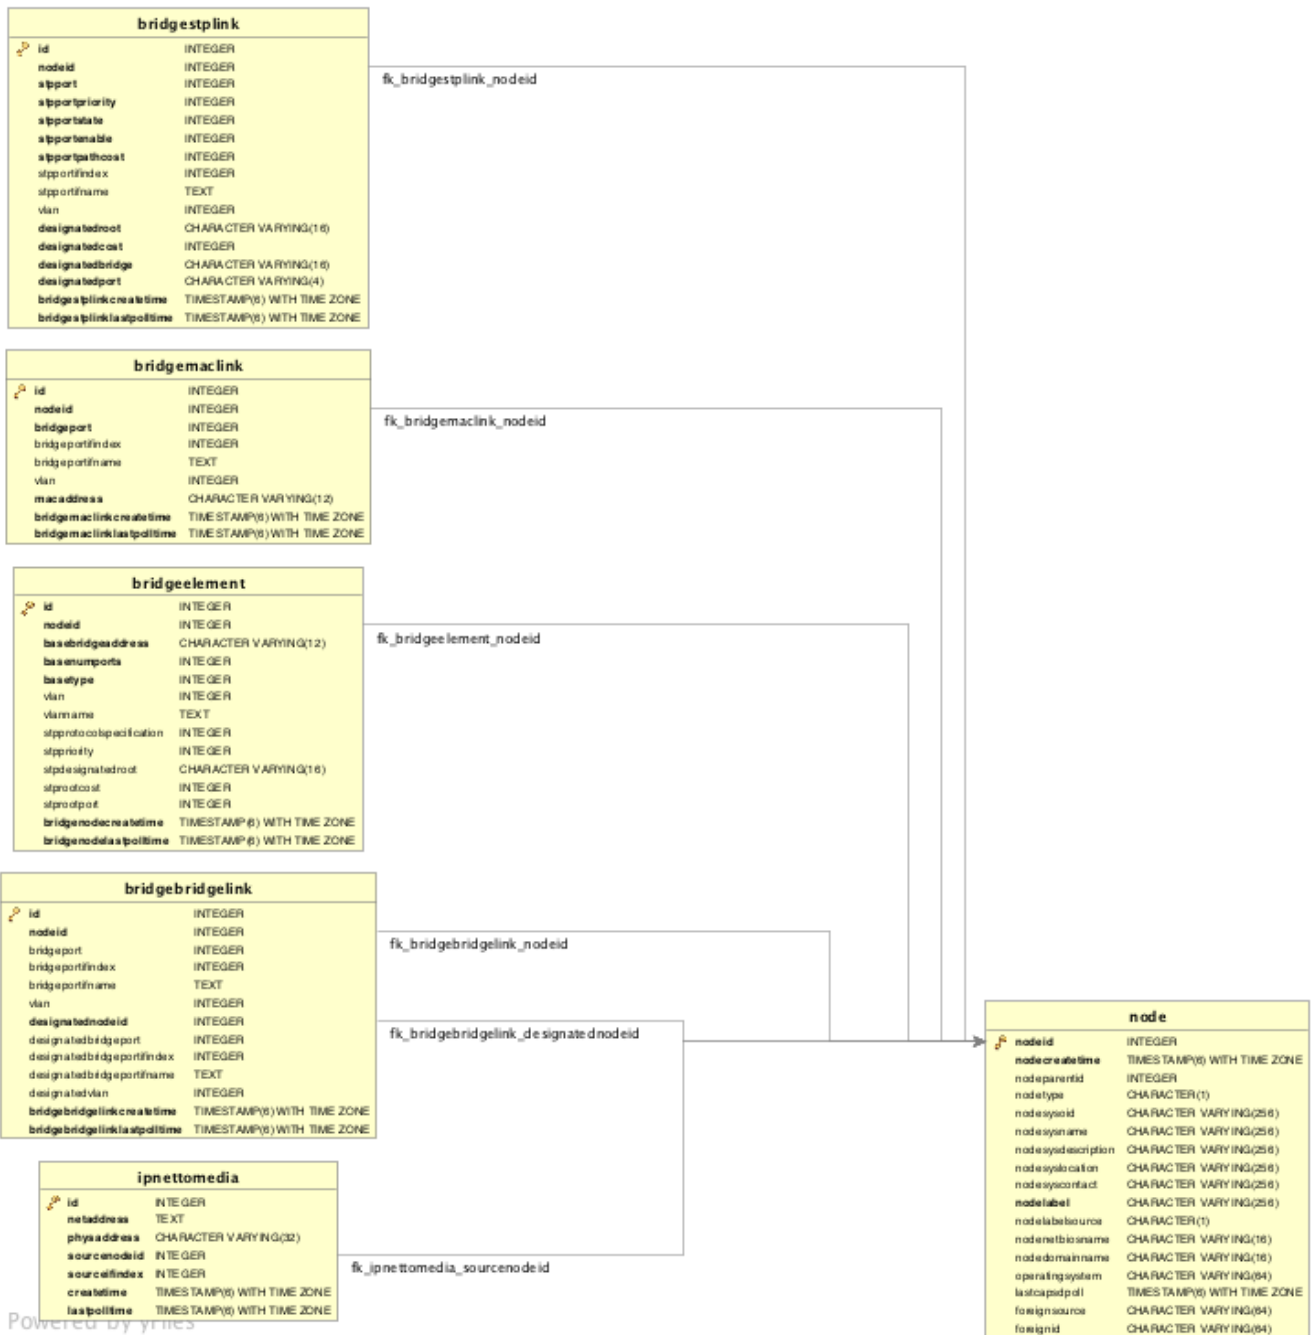 bridgestplink
id INTEGER
nodeid INTEGER
stpport INTEGER
stpportpriority INTEGER
stpportstate INTEGER
stpportenable INTEGER
stpportpathcost INTEGER
stpportifindex INTEGER
stpportifname TEXT
vlan INTEGER
designatedroot CHARACTER VARYING(16)
designatedcost INTEGER
designatedbridge CHARACTER VARYING(16)
designatedport CHARACTER VARYING(4)
bridgestplinkcreatetime TIMESTAMP(6) WITH TIME ZONE
bridgestplinklastpolltime TIMESTAMP(6) WITH TIME ZONE
fk_bridgestplink_nodeid
bridgemaclink
id INTEGER
nodeid INTEGER
bridgeport INTEGER
bridgeportifindex INTEGER
bridgeportifname TEXT
vlan INTEGER
macaddress CHARACTER VARYING(12)
bridgemaclinkcreatetime TIMESTAMP(6) WITH TIME ZONE
bridgemaclinklastpolltime TIMESTAMP(6) WITH TIME ZONE
fk_bridgemaclink_nodeid
bridgeelement
id INTEGER
nodeid INTEGER
basebridgeaddress CHARACTER VARYING(12)
basenumports INTEGER
basetype INTEGER
vlan INTEGER
vlanname TEXT
stpprotocolspecification INTEGER
stppriority INTEGER
stpdesignatedroot CHARACTER VARYING(16)
stprootcost INTEGER
stprootport INTEGER
bridgenodecreatetime TIMESTAMP(6) WITH TIME ZONE
bridgenodelastpolltime TIMESTAMP(6) WITH TIME ZONE
fk_bridgeelement_nodeid
bridgebridgelink
id INTEGER
nodeid INTEGER
bridgeport INTEGER
bridgeportifindex INTEGER
bridgeportifname TEXT
vlan INTEGER
designatednodeid INTEGER
designatedbridgeport INTEGER
designatedbridgeportifindex INTEGER
designatedbridgeportifname TEXT
designatedvlan INTEGER
bridgebridgelinkcreatetime TIMESTAMP(6) WITH TIME ZONE
bridgebridgelinklastpolltime TIMESTAMP(6) WITH TIME ZONE
fk_bridgebridgelink_nodeid
fk_bridgebridgelink_designatednodeid
ipnettomedia
id INTEGER
netaddress TEXT
physaddress CHARACTER VARYING(32)
sourcenodeid INTEGER
sourceifindex INTEGER
createtime TIMESTAMP(6) WITH TIME ZONE
lastpolltime TIMESTAMP(6) WITH TIME ZONE
fk_ipnettomedia_sourcenodeid
Powered by yFiles
node
nodeid INTEGER
nodecreatetime TIMESTAMP(6) WITH TIME ZONE
nodeparentid INTEGER
nodetype CHARACTER(1)
nodesysoid CHARACTER VARYING(256)
nodesysname CHARACTER VARYING(256)
nodesysdescription CHARACTER VARYING(256)
nodesyslocation CHARACTER VARYING(256)
nodesyscontact CHARACTER VARYING(256)
nodelabel CHARACTER VARYING(256)
nodelabelsource CHARACTER(1)
nodenetbiosname CHARACTER VARYING(16)
nodedomainname CHARACTER VARYING(16)
operatingsystem CHARACTER VARYING(64)
lastcapsdpoll TIMESTAMP(6) WITH TIME ZONE
foreignsource CHARACTER VARYING(64)
foreignid CHARACTER VARYING(64)